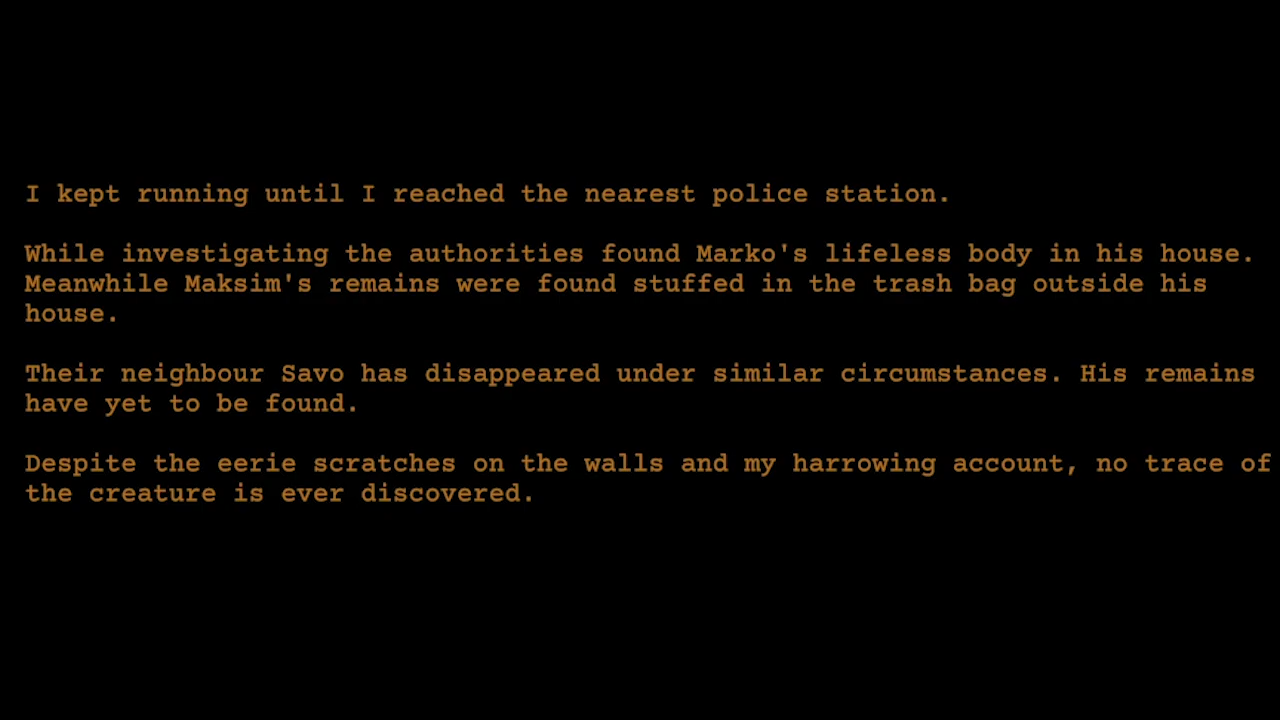 I kept running until I reached the nearest police station.
While investigating the authorities found Marko's lifeless body in his house.
Meanwhile Maksim's remains were found stuffed in the trash bag outside his
house.
Their neighbour Savo has disappeared under similar circumstances. His remains
have yet to be found.
Despite the eerie scratches on the walls and my harrowing account, no trace of
the creature is ever discovered.